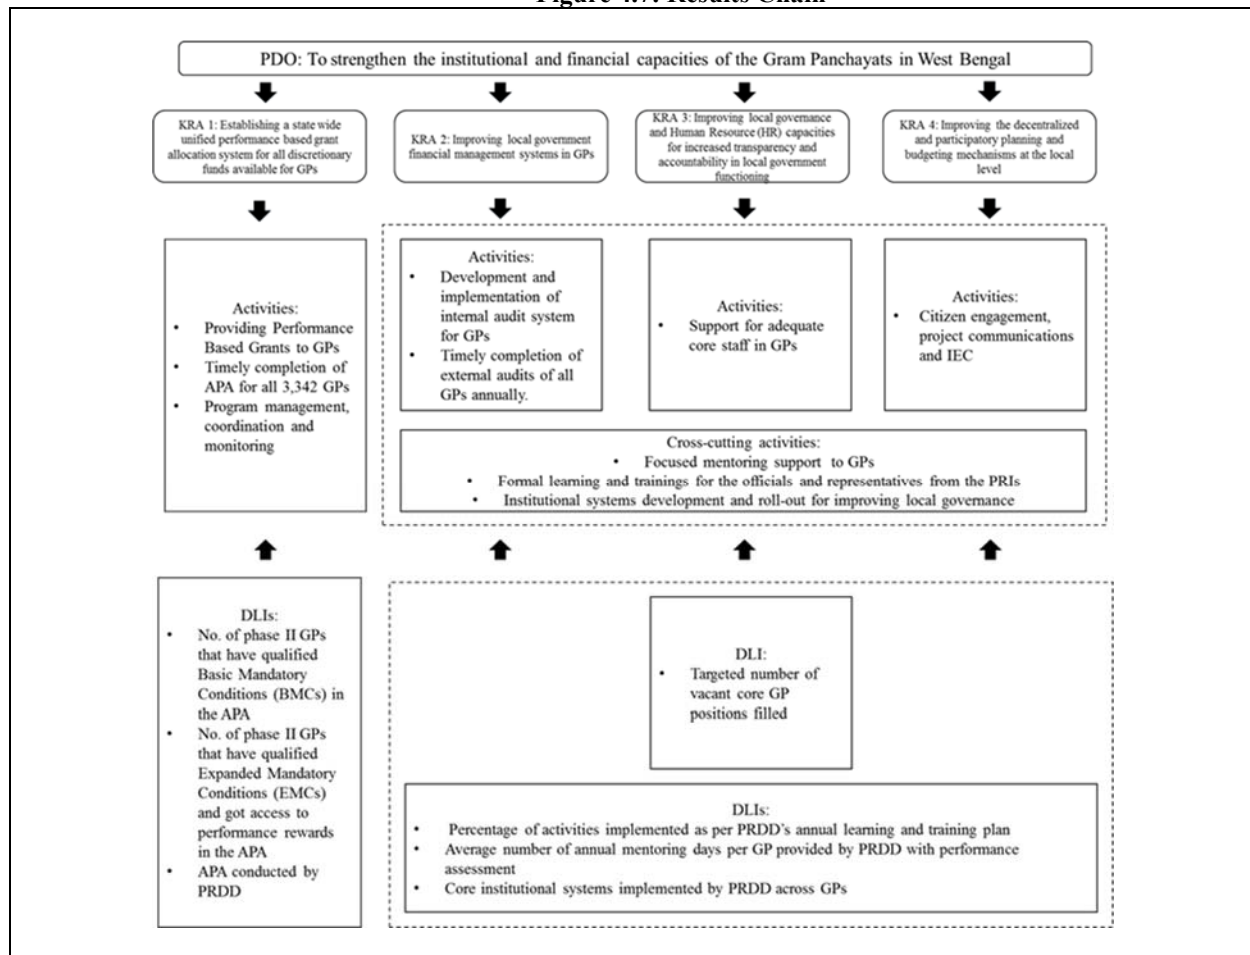 Figure 4.7: Results Chain
PDO: To strengthen the institutional and financial capacities of the Gram Panchayats in West Bengal
KRA 1: Establishing a state wide
unified performance based grant
allocation system for all discretionary
funds available for GPs
KRA 2: Improving local government
financial management systems in GPs
KRA 3: Improving local governance
and Human Resource (HR) capacities
for increased transparency and
accountability in local government
functioning
KRA 4: Improving the decentralized
and participatory planning and
budgeting mechanisms at the local
level
Activities:
• Providing Performance
Based Grants to GPs
• Timely completion of
APA for all 3,342 GPs
• Program management,
coordination and
monitoring
Activities:
• Development and
implementation of
internal audit system
for GPs
• Timely completion of
external audits of all
GPs annually.
Activities:
• Support for adequate
core staff in GPs
Activities:
• Citizen engagement,
project communications
and IEC
Cross-cutting activities:
• Focused mentoring support to GPs
• Formal learning and trainings for the officials and representatives from the PRIs
• Institutional systems development and roll-out for improving local governance
DLIs:
• No. of phase II GPs
that have qualified
Basic Mandatory
Conditions (BMCs) in
the APA
• No. of phase II GPs
that have qualified
Expanded Mandatory
Conditions (EMCs)
and got access to
performance rewards
in the APA
• APA conducted by
PRDD
DLI:
• Targeted number of
vacant core GP
positions filled
DLIs:
• Percentage of activities implemented as per PRDD's annual learning and training plan
• Average number of annual mentoring days per GP provided by PRDD with performance
assessment
• Core institutional systems implemented by PRDD across GPs